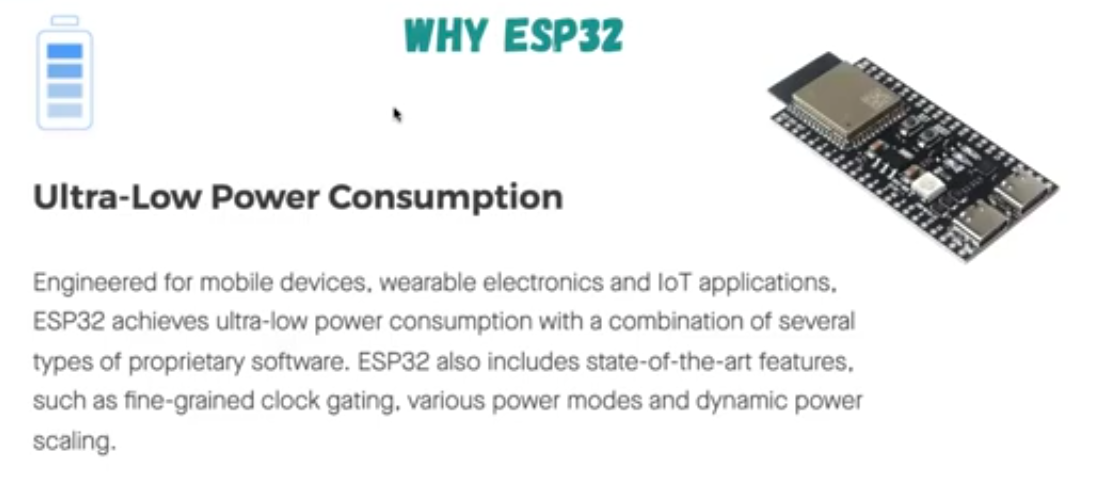 WHY ESP32
Ultra-Low Power Consumption
Engineered for mobile devices, wearable electronics and IoT applications,
ESP32 achieves ultra-low power consumption with a combination of several
types of proprietary software. ESP32 also includes state-of-the-art features,
such as fine-grained clock gating, various power modes and dynamic power
scaling.